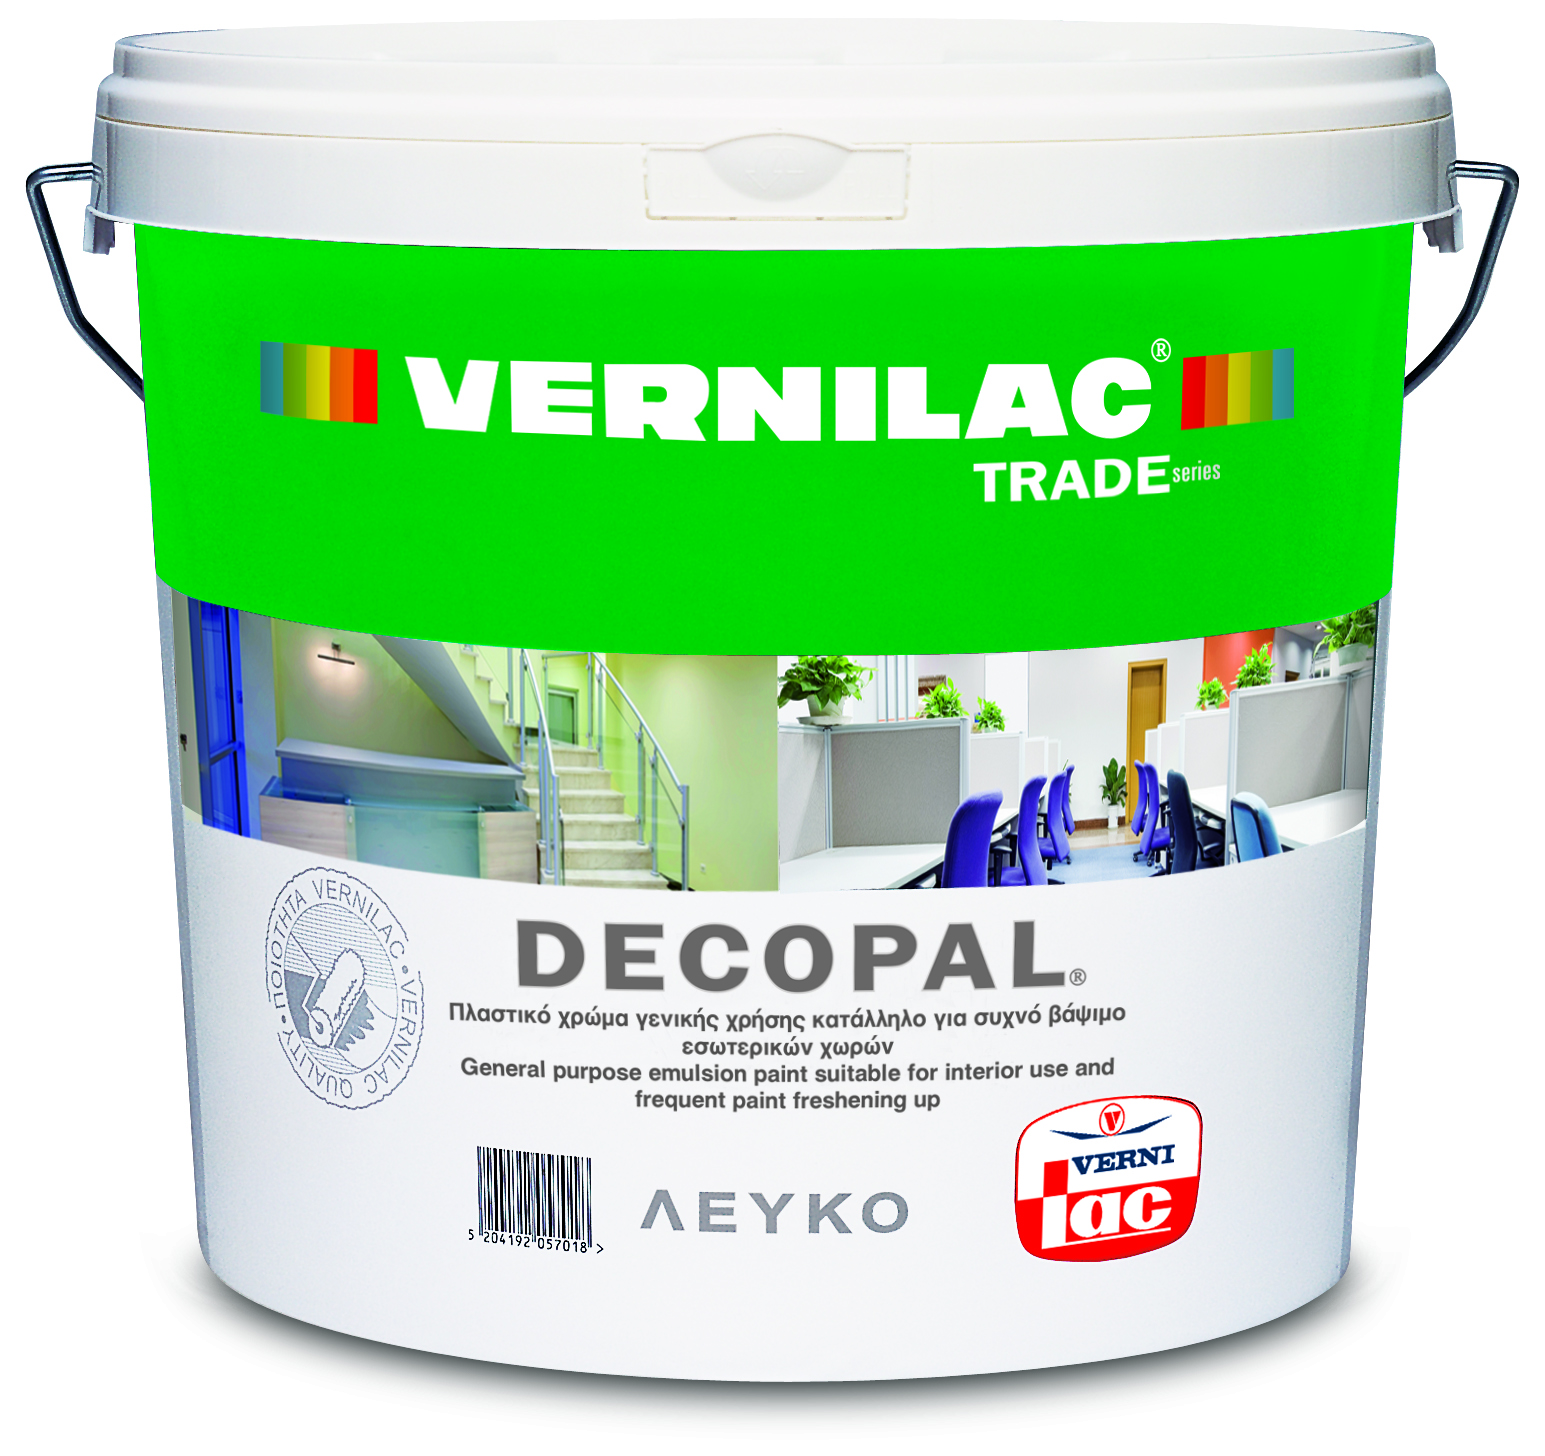 VERNILAC®
TRADE series
ΠΟΙΟΤΗΤΑ VERNILAC • VERNILAC QUALITY •
DECOPAL®
Πλαστικό χρώμα γενικής χρήσης κατάλληλο για συχνό βάψιμο
εσωτερικών χωρών
General purpose emulsion paint suitable for interior use and
frequent paint freshening up
5 204192 057018 >
ΛΕΥΚΟ
V
VERNI
lac